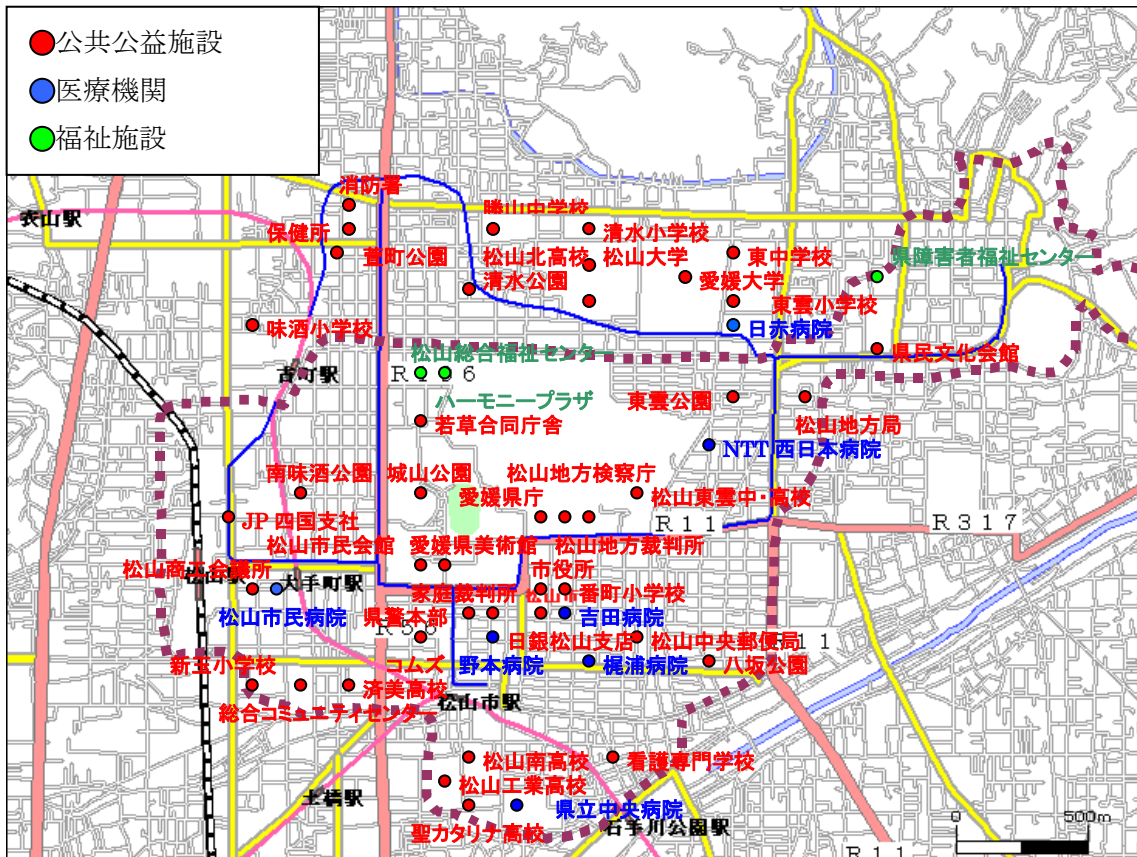 公共公益施設
医療機関
福祉施設
消防署
勝山中学校
衣山駅
保健所
清水小学校
萱町公園
松山北高校
松山大学
東中学校
県障害者福祉センター
清水公園
愛媛大学
東雲小学校
味酒小学校
日赤病院
松山総合福祉センター
県民文化会館
古町駅
ハーモニープラザ
東雲公園
若草合同庁舎
松山地方局
NTT 西日本病院
南味酒公園
城山公園
松山地方検察庁
愛媛県庁
松山東雲中・高校
JP 四国支社
R11
R317
松山市民会館
愛媛県美術館
松山地方裁判所
松山商工会議所
大手町駅
市役所
家庭裁判所
番町小学校
松山市民病院
県警本部
吉田病院
日銀松山支店
松山中央郵便局
新玉小学校
コムズ
野本病院
梶浦病院
八坂公園
済美高校
総合コミュニティセンター
松山市駅
松山南高校
看護専門学校
松山工業高校
土橋駅
県立中央病院
聖カタリナ高校
石手川公園駅
0
500m
R11